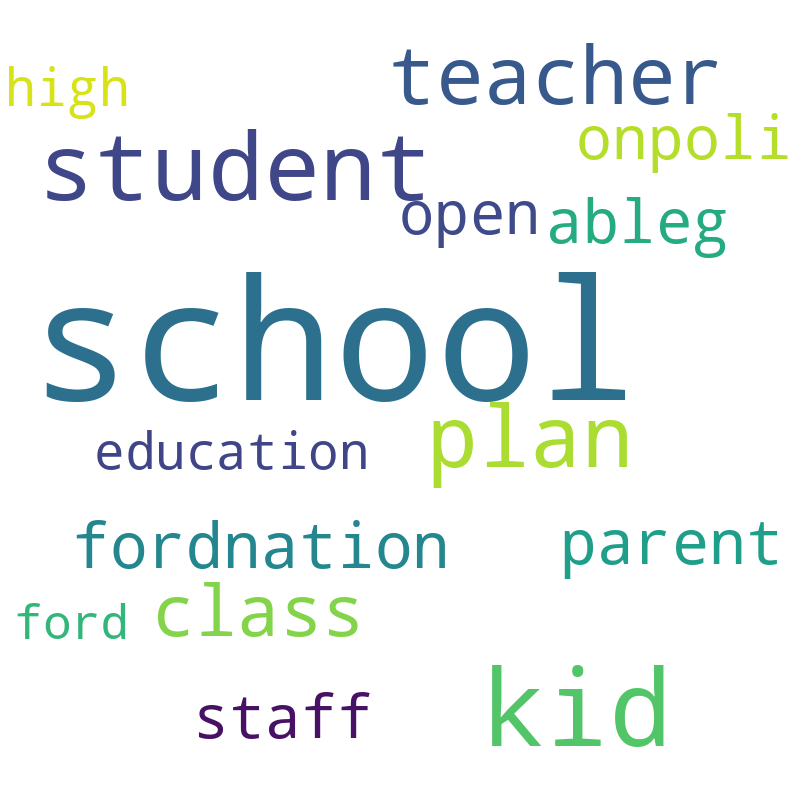 teacher
high
onpoli
student
open
ableg
school
plan
education
fordnation
parent
class
ford
kid
staff